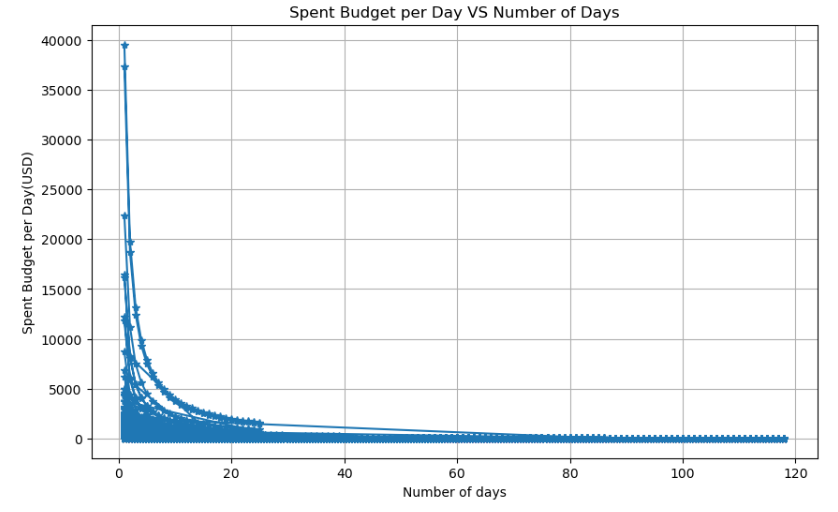 Spent Budget per Day VS Number of Days
Spent Budget per Day(USD)
40000
35000
30000
25000
20000
15000
10000
5000
0
0 20 40 60 80 100 120
Number of days